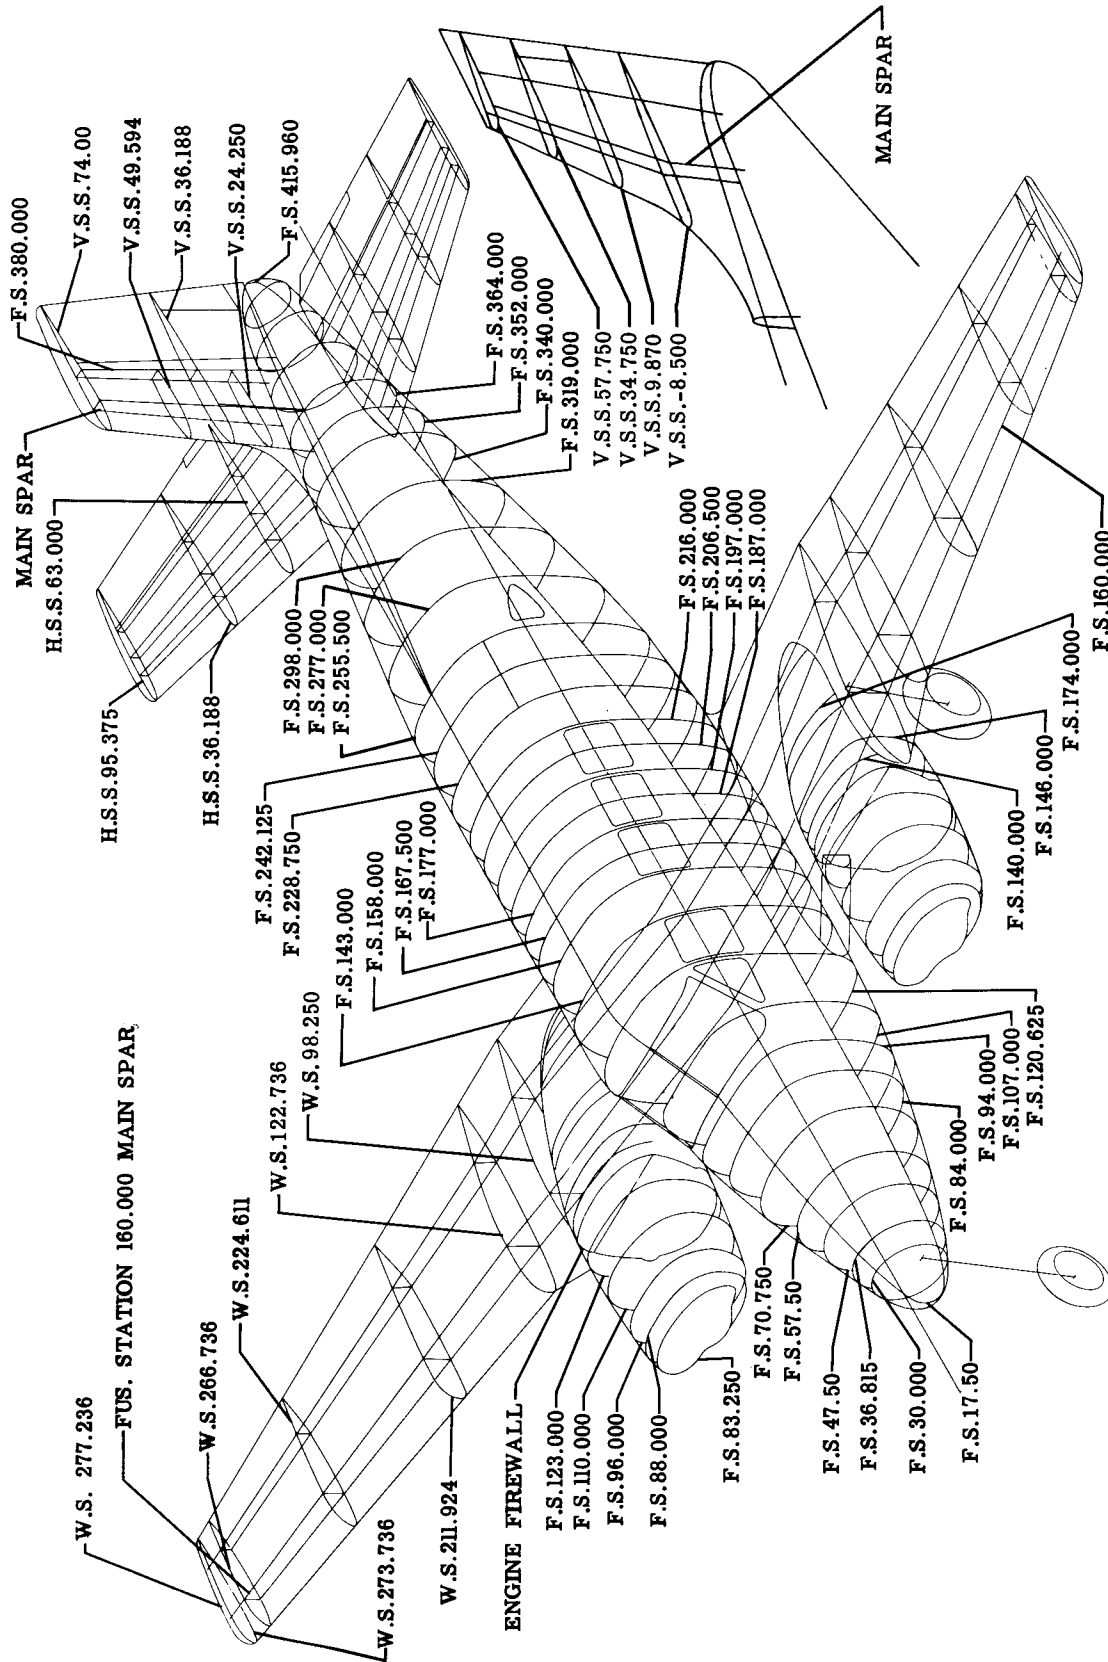 W.S. 277.236
FUS. STATION 160.000 MAIN SPAR
W.S.266.736
W.S.224.611
W.S.273.736
W.S.211.924
W.S.122.736
W.S.98.250
ENGINE FIREWALL
F.S.123.000
F.S.110.000
F.S.96.000
F.S.88.000
F.S.83.250
F.S.70.750
F.S.57.50
F.S.47.50
F.S.36.815
F.S.30.000
F.S.17.50
F.S.84.000
F.S.94.000
F.S.107.000
F.S.120.625
F.S.143.000
F.S.158.000
F.S.167.500
F.S.177.000
F.S.242.125
F.S.228.750
F.S.298.000
F.S.277.000
F.S.255.500
H.S.S.95.375
H.S.S.36.188
MAIN SPAR
H.S.S.63.000
F.S.380.000
V.S.S.74.00
V.S.S.49.594
V.S.S.36.188
V.S.S.24.250
F.S.415.960
F.S.364.000
F.S.352.000
F.S.340.000
F.S.319.000
V.S.S.57.750
V.S.S.34.750
V.S.S.9.870
V.S.S.-8.500
MAIN SPAR
F.S.216.000
F.S.206.500
F.S.197.000
F.S.187.000
F.S.140.000
F.S.146.000
F.S.174.000
F.S.160.000